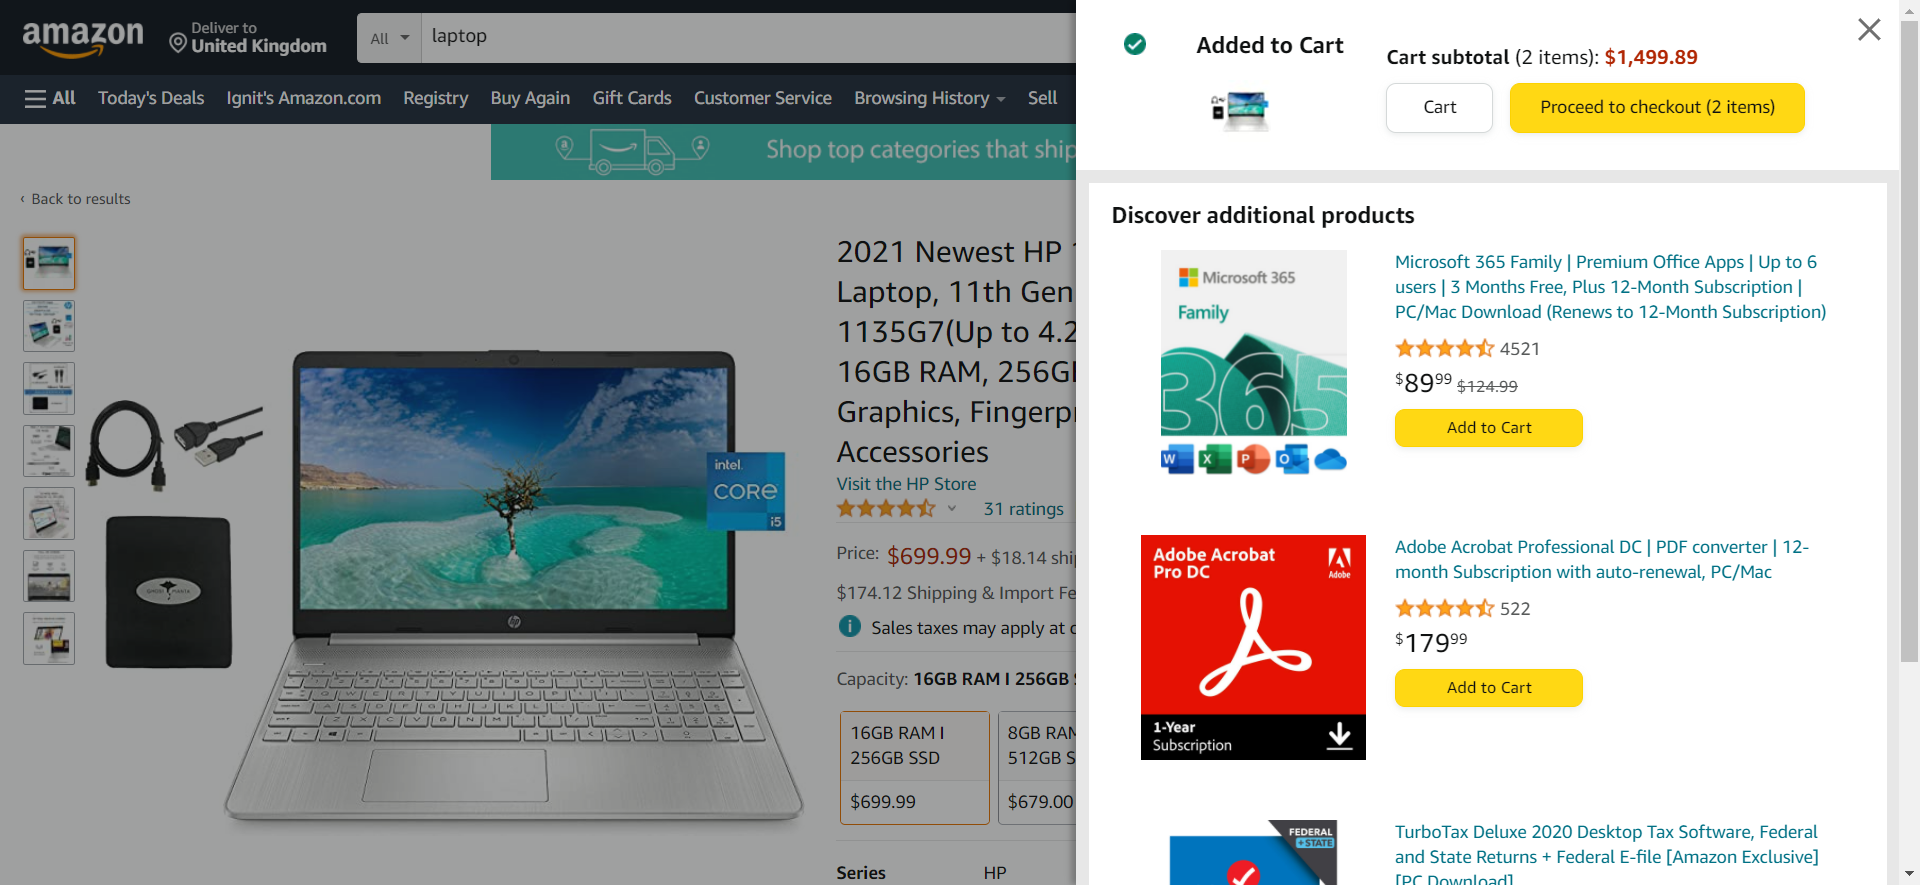 amazon
Deliver to
United Kingdom
All
laptop
All
Today's Deals
Ignit's Amazon.com
Registry
Buy Again
Gift Cards
Customer Service
Browsing History
Sell
Shop top categories that ship
‹ Back to results
2021 Newest HP
Laptop, 11th Gen
1135G7(Up to 4.2
16GB RAM, 256G
Graphics, Fingerp
Accessories
Visit the HP Store
31 ratings
Price: $699.99 + $18.14
$174.12 Shipping & Import Fe
Sales taxes may apply at
Capacity: 16GB RAM I 256GB
16GB RAM I
256GB SSD
$699.99
8GB RAM
512GB S
$679.00
Series HP
intel.
CORE
i5
hp
Added to Cart
Cart subtotal (2 items): $1,499.89
Cart
Proceed to checkout (2 items)
Discover additional products
Microsoft 365
Family
365
W X P O
Microsoft 365 Family | Premium Office Apps | Up to 6
users | 3 Months Free, Plus 12-Month Subscription |
PC/Mac Download (Renews to 12-Month Subscription)
4521
$89.99 $124.99
Add to Cart
Adobe Acrobat
Pro DC
Adobe
1-Year
Subscription
Adobe Acrobat Professional DC | PDF converter | 12-
month Subscription with auto-renewal, PC/Mac
522
$179.99
Add to Cart
FEDERAL
+ STATE
TurboTax Deluxe 2020 Desktop Tax Software, Federal
and State Returns + Federal E-file [Amazon Exclusive]
[PC Download]